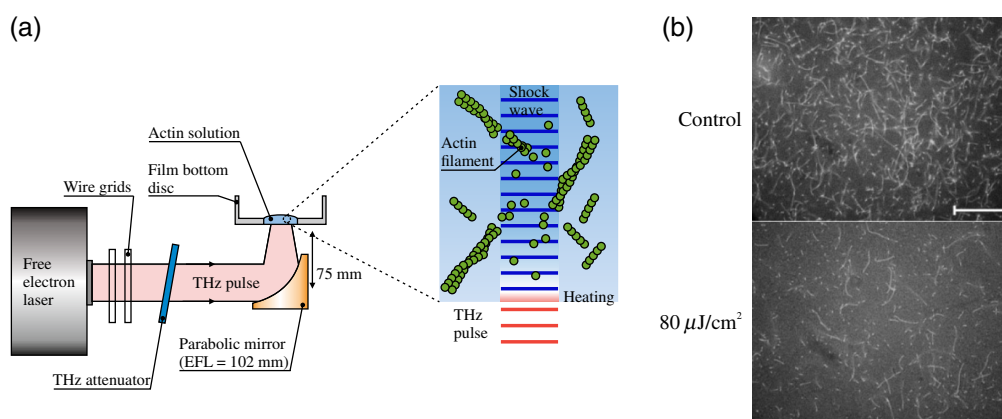 (a)
Actin solution
Film bottom
disc
Wire grids
Free
electron
laser
THz pulse
75 mm
Parabolic mirror
(EFL = 102 mm)
THz attenuator
Shock
wave
Actin
filament
Heating
THz
pulse
(b)
Control
80 μJ/cm²